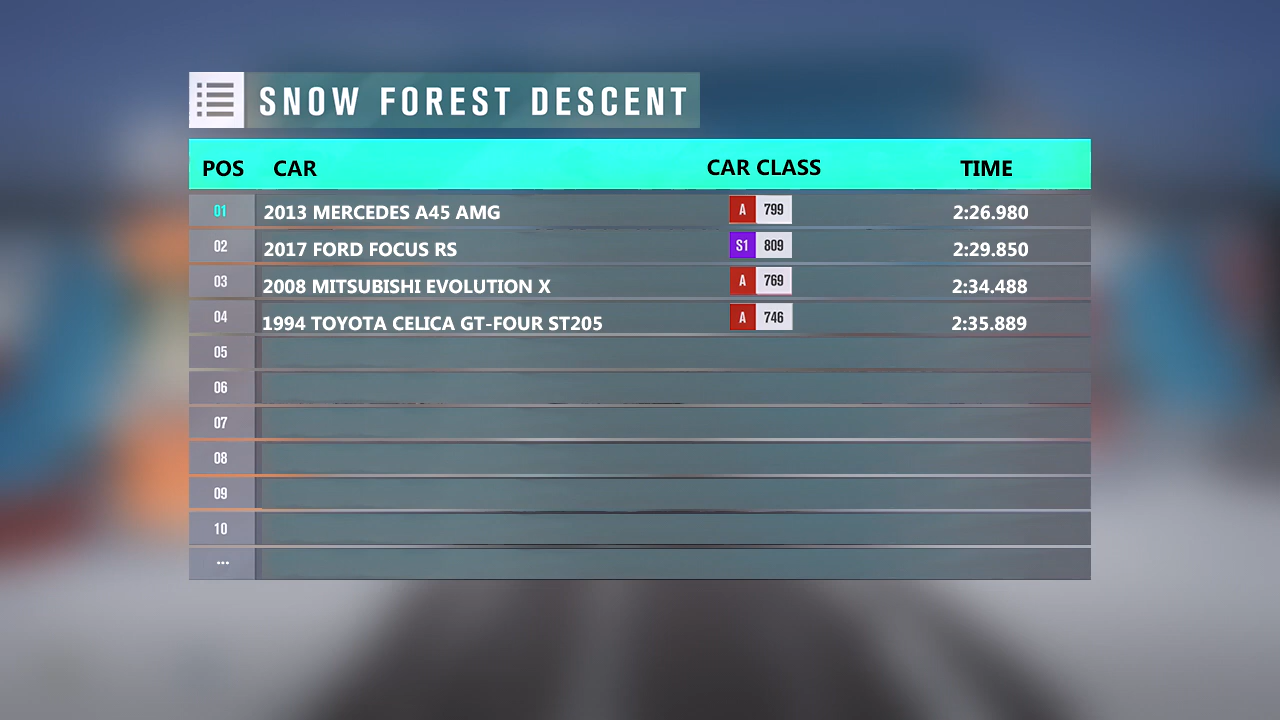 SNOW FOREST DESCENT
POS CAR CAR CLASS TIME
01 2013 MERCEDES A45 AMG A 799 2:26.980
02 2017 FORD FOCUS RS S1 809 2:29.850
03 2008 MITSUBISHI EVOLUTION X A 769 2:34.488
04 1994 TOYOTA CELICA GT-FOUR ST205 A 746 2:35.889
05
06
07
08
09
10
...